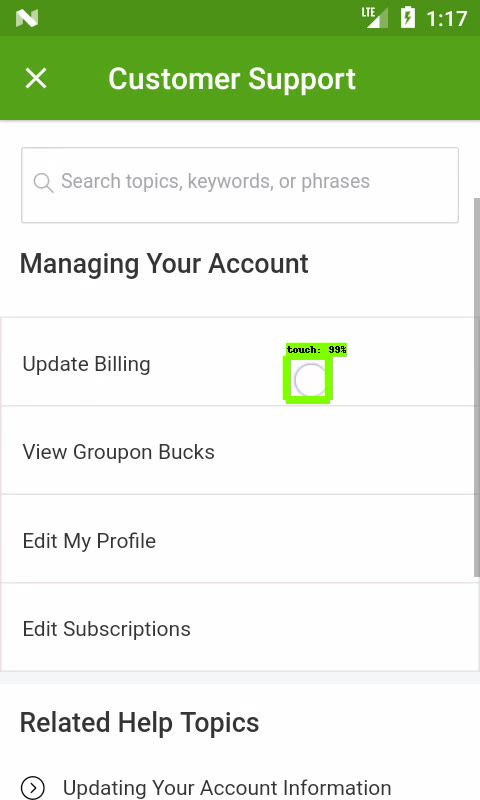 LTE 1:17
Customer Support
Search topics, keywords, or phrases
Managing Your Account
touch: 99%
Update Billing
View Groupon Bucks
Edit My Profile
Edit Subscriptions
Related Help Topics
Updating Your Account Information